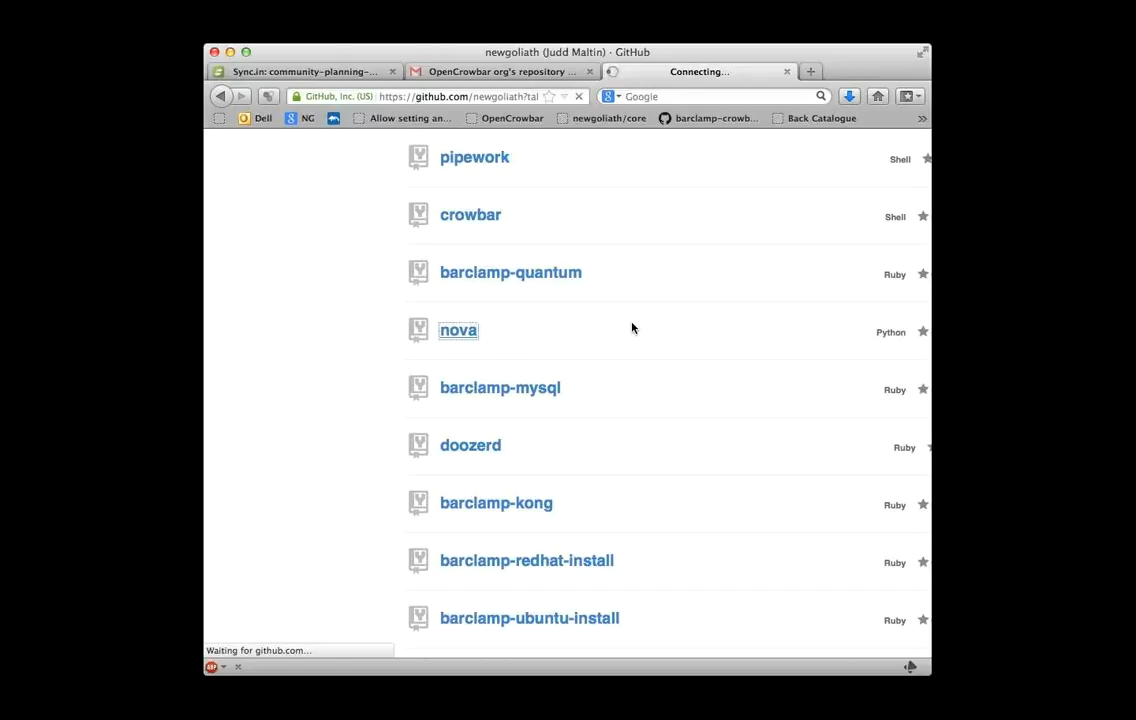 newgoliath (Judd Maltin) · GitHub
Sync.in: community-planning-...
OpenCrowbar org's repository ...
Connecting...
GitHub, Inc. (US)
https://github.com/newgoliath?tal
Google
Dell
NG
Allow setting an...
OpenCrowbar
newgoliath/core
barclamp-crowb...
Back Catalogue
pipework
Shell
crowbar
Shell
barclamp-quantum
Ruby
nova
Python
barclamp-mysql
Ruby
doozerd
Ruby
barclamp-kong
Ruby
barclamp-redhat-install
Ruby
barclamp-ubuntu-install
Ruby
Waiting for github.com...
ABP